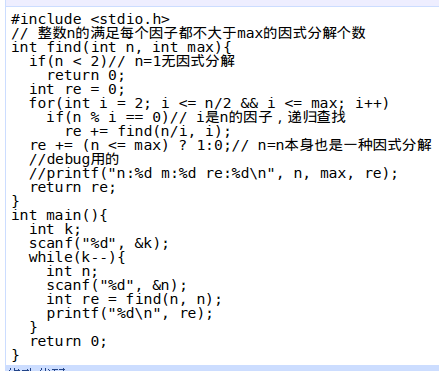 #include <stdio.h>
// 整数n的满足每个因子都不大于max的因式分解个数
int find(int n, int max){
  if(n < 2)// n=1无因式分解
    return 0;
  int re = 0;
  for(int i = 2; i <= n/2 && i <= max; i++)
    if(n % i == 0)// i是n的因子，递归查找
      re += find(n/i, i);
  re += (n <= max) ? 1:0;// n=n本身也是一种因式分解
  //debug用的
  //printf("n:%d m:%d re:%d\n", n, max, re);
  return re;
}
int main(){
  int k;
  scanf("%d", &k);
  while(k--){
    int n;
    scanf("%d", &n);
    int re = find(n, n);
    printf("%d\n", re);
  }
  return 0;
}